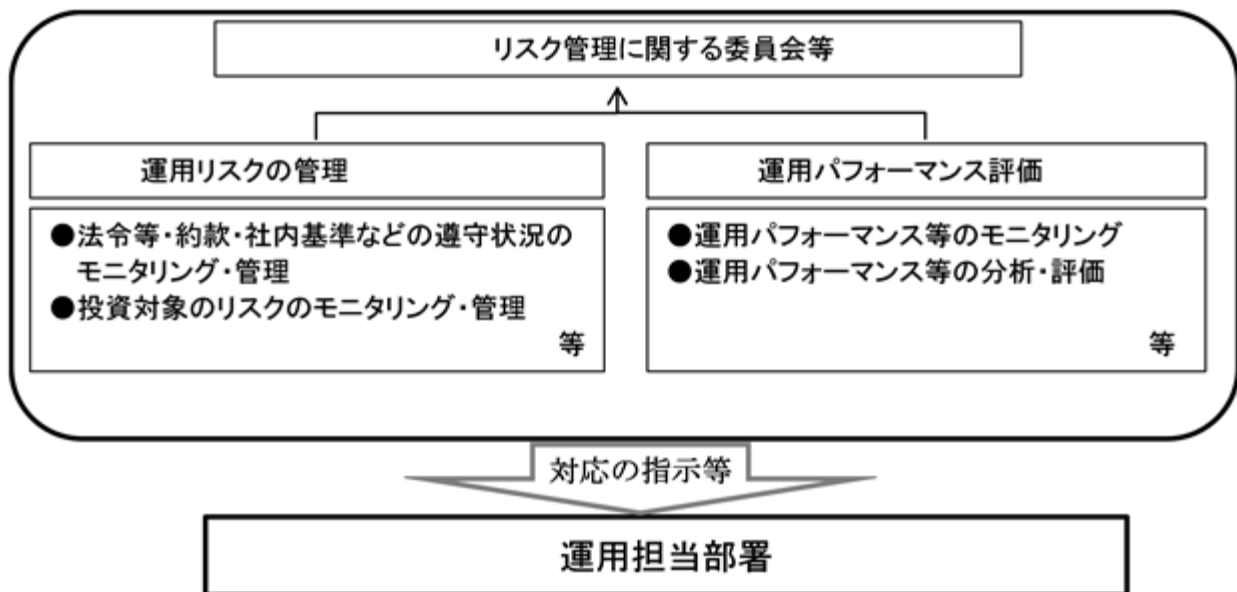 リスク管理に関する委員会等
運用リスクの管理
運用パフォーマンス評価
●法令等・約款・社内基準などの遵守状況の
モニタリング・管理
●投資対象のリスクのモニタリング・管理
等
●運用パフォーマンス等のモニタリング
●運用パフォーマンス等の分析・評価
等
対応の指示等
運用担当部署